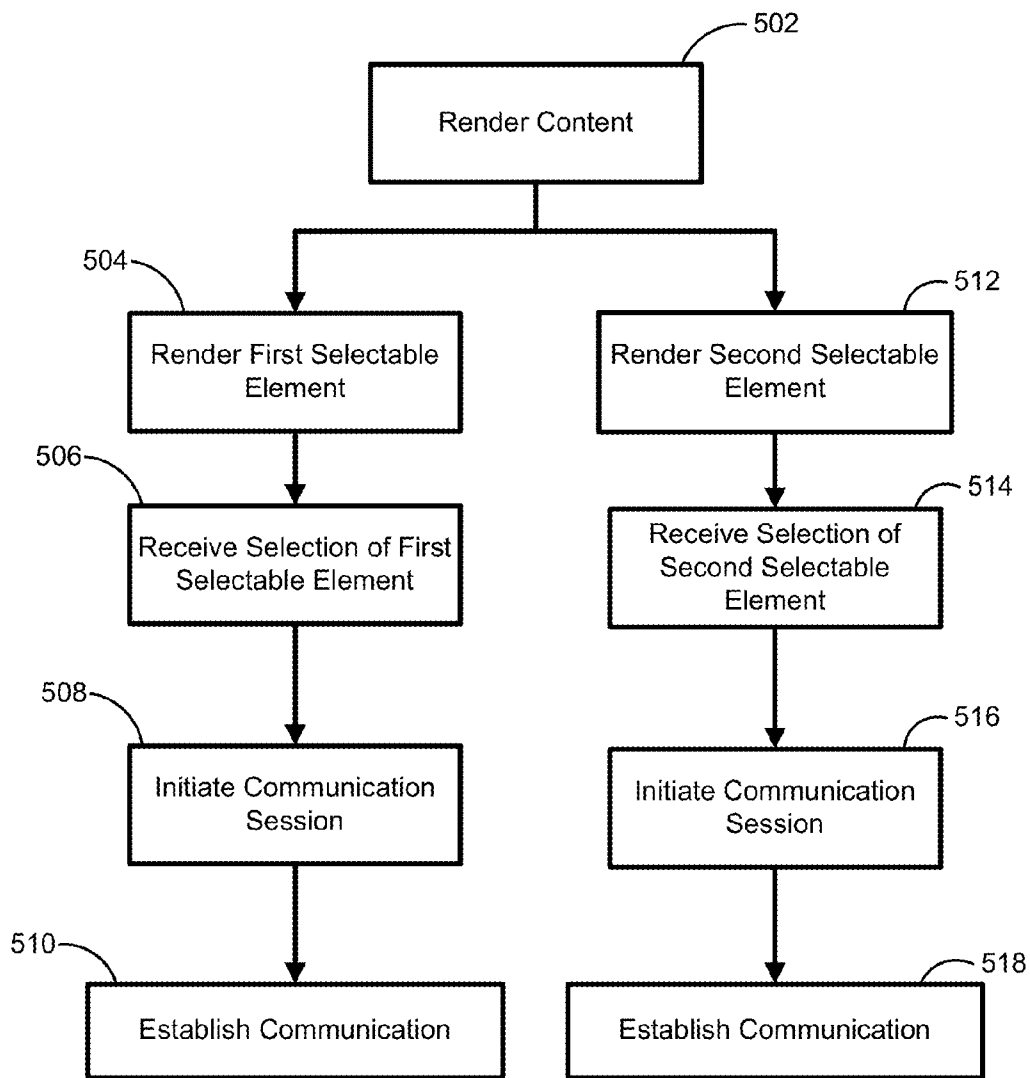 502
Render Content
504
Render First Selectable
Element
506
Receive Selection of First
Selectable Element
508
Initiate Communication
Session
510
Establish Communication
512
Render Second Selectable
Element
514
Receive Selection of
Second Selectable
Element
516
Initiate Communication
Session
518
Establish Communication